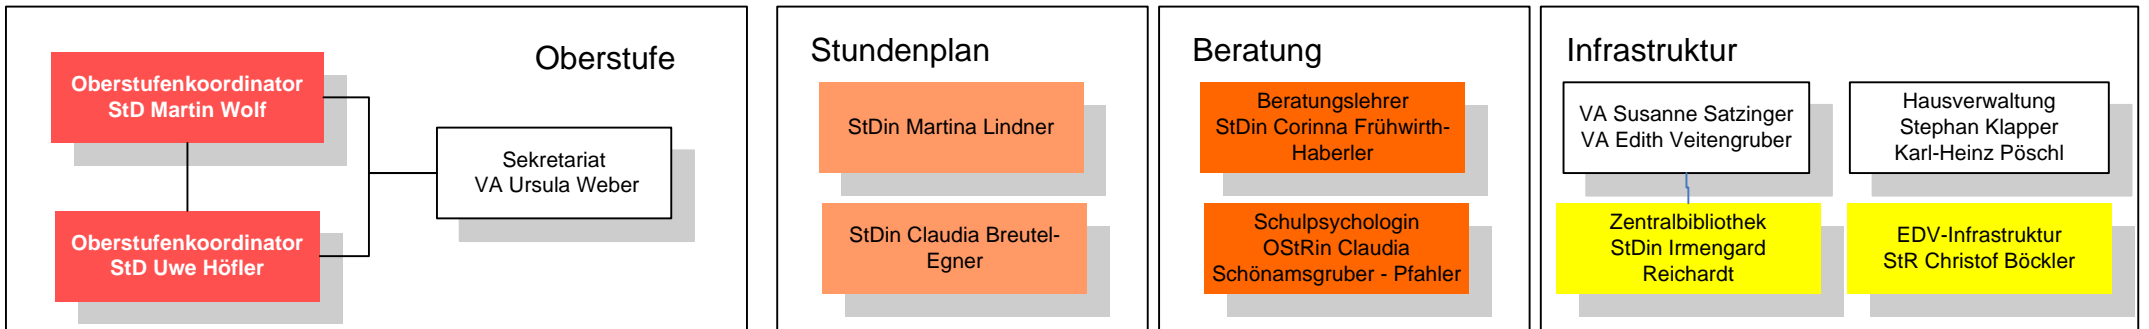 Oberstufe
Oberstufenkoordinator
StD Martin Wolf
Sekretariat
VA Ursula Weber
Oberstufenkoordinator
StD Uwe Höfler
Stundenplan
StDin Martina Lindner
StDin Claudia Breutel-
Egner
Beratung
Beratungslehrer
StDin Corinna Frühwirth-
Haberler
Schulpsychologin
OStRin Claudia
Schönamsgruber - Pfahler
Infrastruktur
VA Susanne Satzinger
VA Edith Veitengruber
Hausverwaltung
Stephan Klapper
Karl-Heinz Pöschl
Zentralbibliothek
StDin Irmengard
Reichardt
EDV-Infrastruktur
StR Christof Böckler